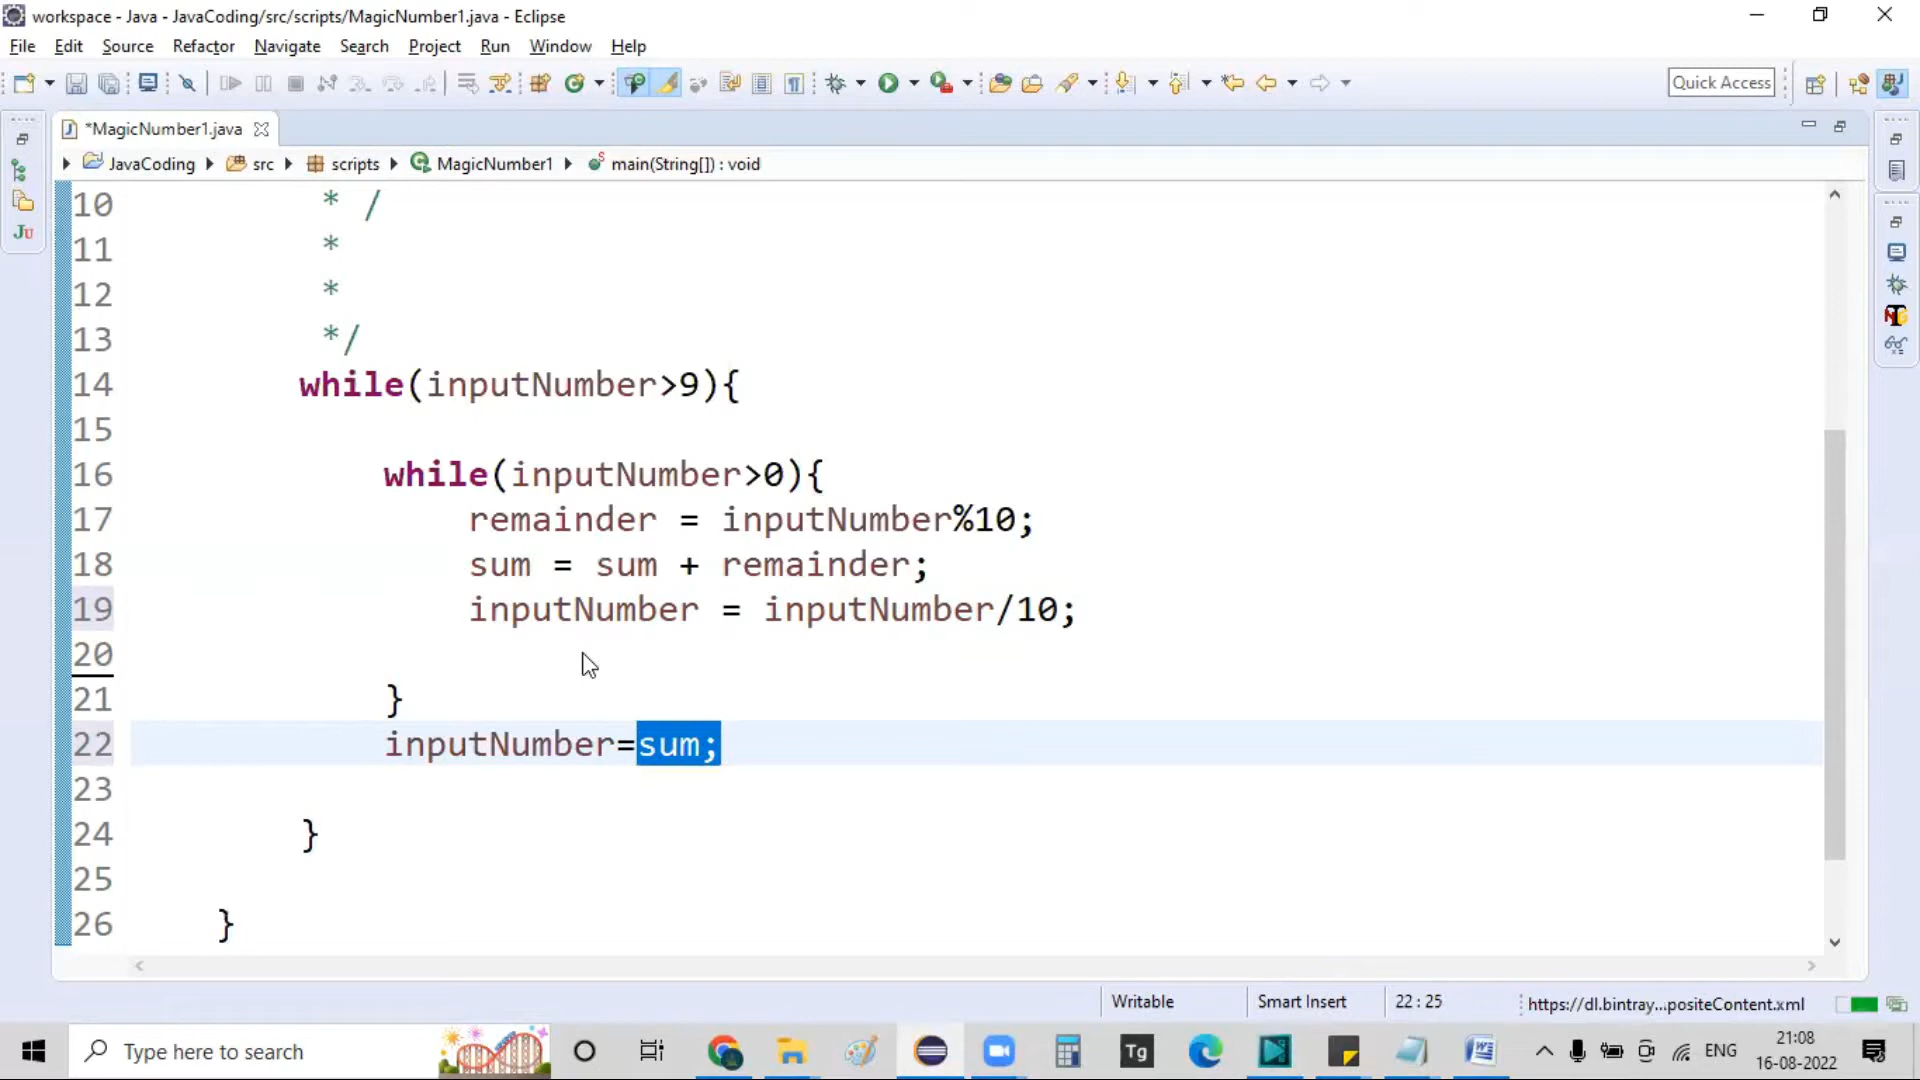 workspace - Java - JavaCoding/src/scripts/MagicNumber1.java - Eclipse
File Edit Source Refactor Navigate Search Project Run Window Help
Quick Access
*MagicNumber1.java
JavaCoding src scripts MagicNumber1 main(String[]) : void
10 * /
11 *
12 *
13 */
14 while(inputNumber>9){
15
16 while(inputNumber>0){
17 remainder = inputNumber%10;
18 sum = sum + remainder;
19 inputNumber = inputNumber/10;
20
21 }
22 inputNumber=sum;
23
24 }
25
26 }
Writable Smart Insert 22 : 25 https://dl.bintray...positeContent.xml
Type here to search Tg ENG 21:08
16-08-2022